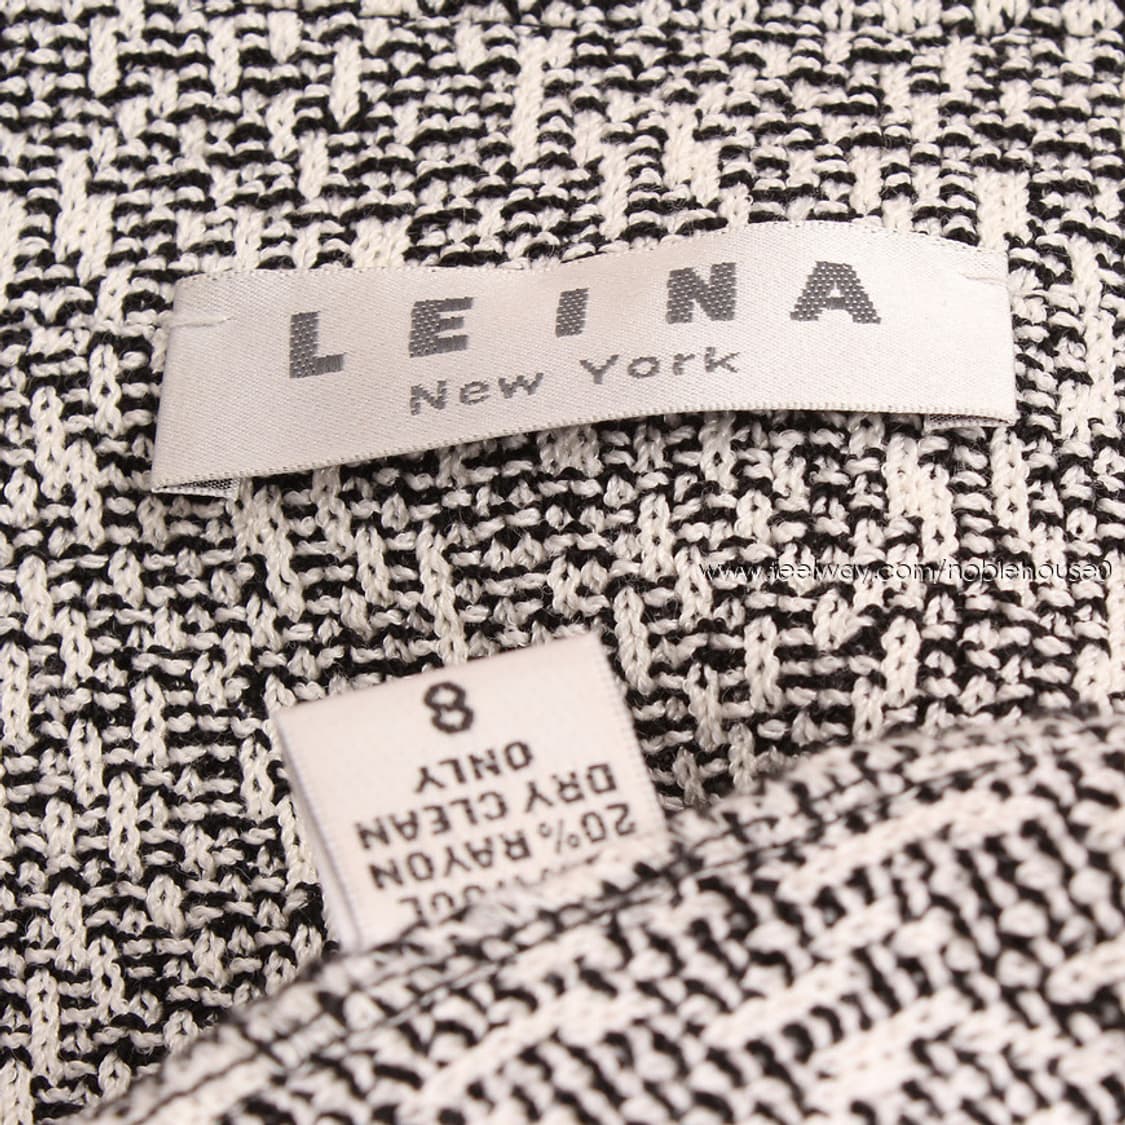 LEINA
New York
www.feelway.com/noblehouse0
20% RAYON
DRY CLEAN
ONLY
8